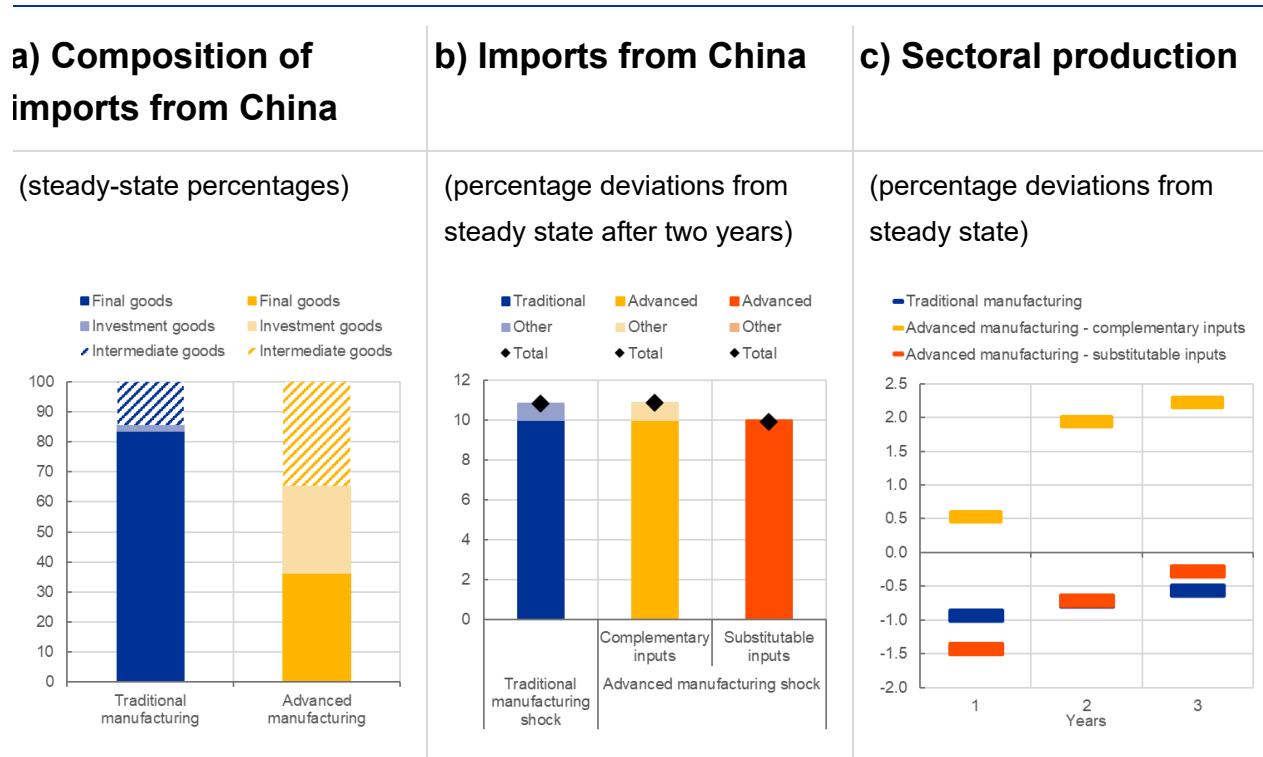 a) Composition of
imports from China
(steady-state percentages)
Final goods
Final goods
Investment goods
Investment goods
Intermediate goods
Intermediate goods
100
90
80
70
60
50
40
30
20
10
0
Traditional
manufacturing
Advanced
manufacturing
b) Imports from China
(percentage deviations from
steady state after two years)
Traditional
Advanced
Advanced
Other
Other
Other
Total
Total
Total
12
10
8
6
4
2
0
Complementary
inputs
Substitutable
inputs
Traditional
manufacturing
shock
Advanced manufacturing shock
c) Sectoral production
(percentage deviations from
steady state)
Traditional manufacturing
Advanced manufacturing - complementary inputs
Advanced manufacturing - substitutable inputs
2.5
2.0
1.5
1.0
0.5
0.0
-0.5
-1.0
-1.5
-2.0
1
2
3
Years